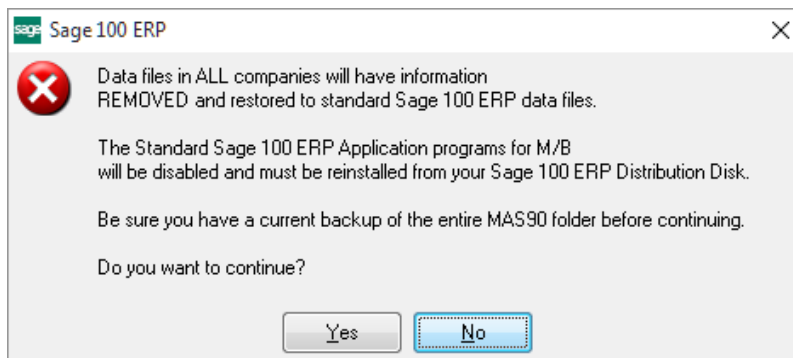 sage Sage 100 ERP
Data files in ALL companies will have information
REMOVED and restored to standard Sage 100 ERP data files.
The Standard Sage 100 ERP Application programs for M/B
will be disabled and must be reinstalled from your Sage 100 ERP Distribution Disk.
Be sure you have a current backup of the entire MAS90 folder before continuing.
Do you want to continue?
Yes No